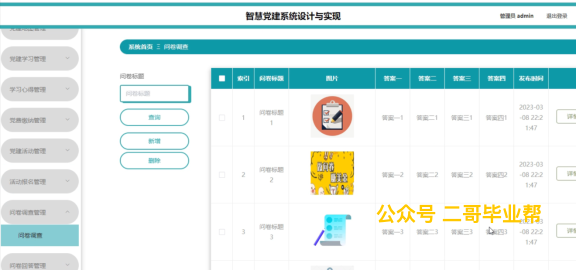 智慧党建系统设计与实现
管理员 admin
退出登录
系统首页
问卷调查
党建学习管理
学习心得管理
党费缴纳管理
党建活动管理
活动报名管理
问卷调查管理
问卷调查
问卷回答管理
问卷标题
问卷标题
查询
新增
删除
索引 问卷标题 图片 答案一 答案二 答案三 答案四 发布时间
1 问卷标题1 答案一1 答案二1 答案三1 答案四1 2023-03-08 22:21:47
2 问卷标题2 答案一2 答案二2 答案三2 答案四2 2023-03-08 22:21:47
3 问卷标题3 答案一3 答案二3 答案三3 答案四3 2023-03-08 22:21:47
公众号 二哥毕业帮